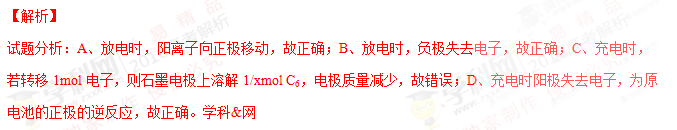 【解析】
试题分析：A、放电时，阳离子向正极移动，故正确；B、放电时，负极失去电子，故正确；C、充电时，
若转移 1mol 电子，则石墨电极上溶解 1/xmol C₆，电极质量减少，故错误；D、充电时阳极失去电子，为原
电池的正极的逆反应，故正确。学科&网